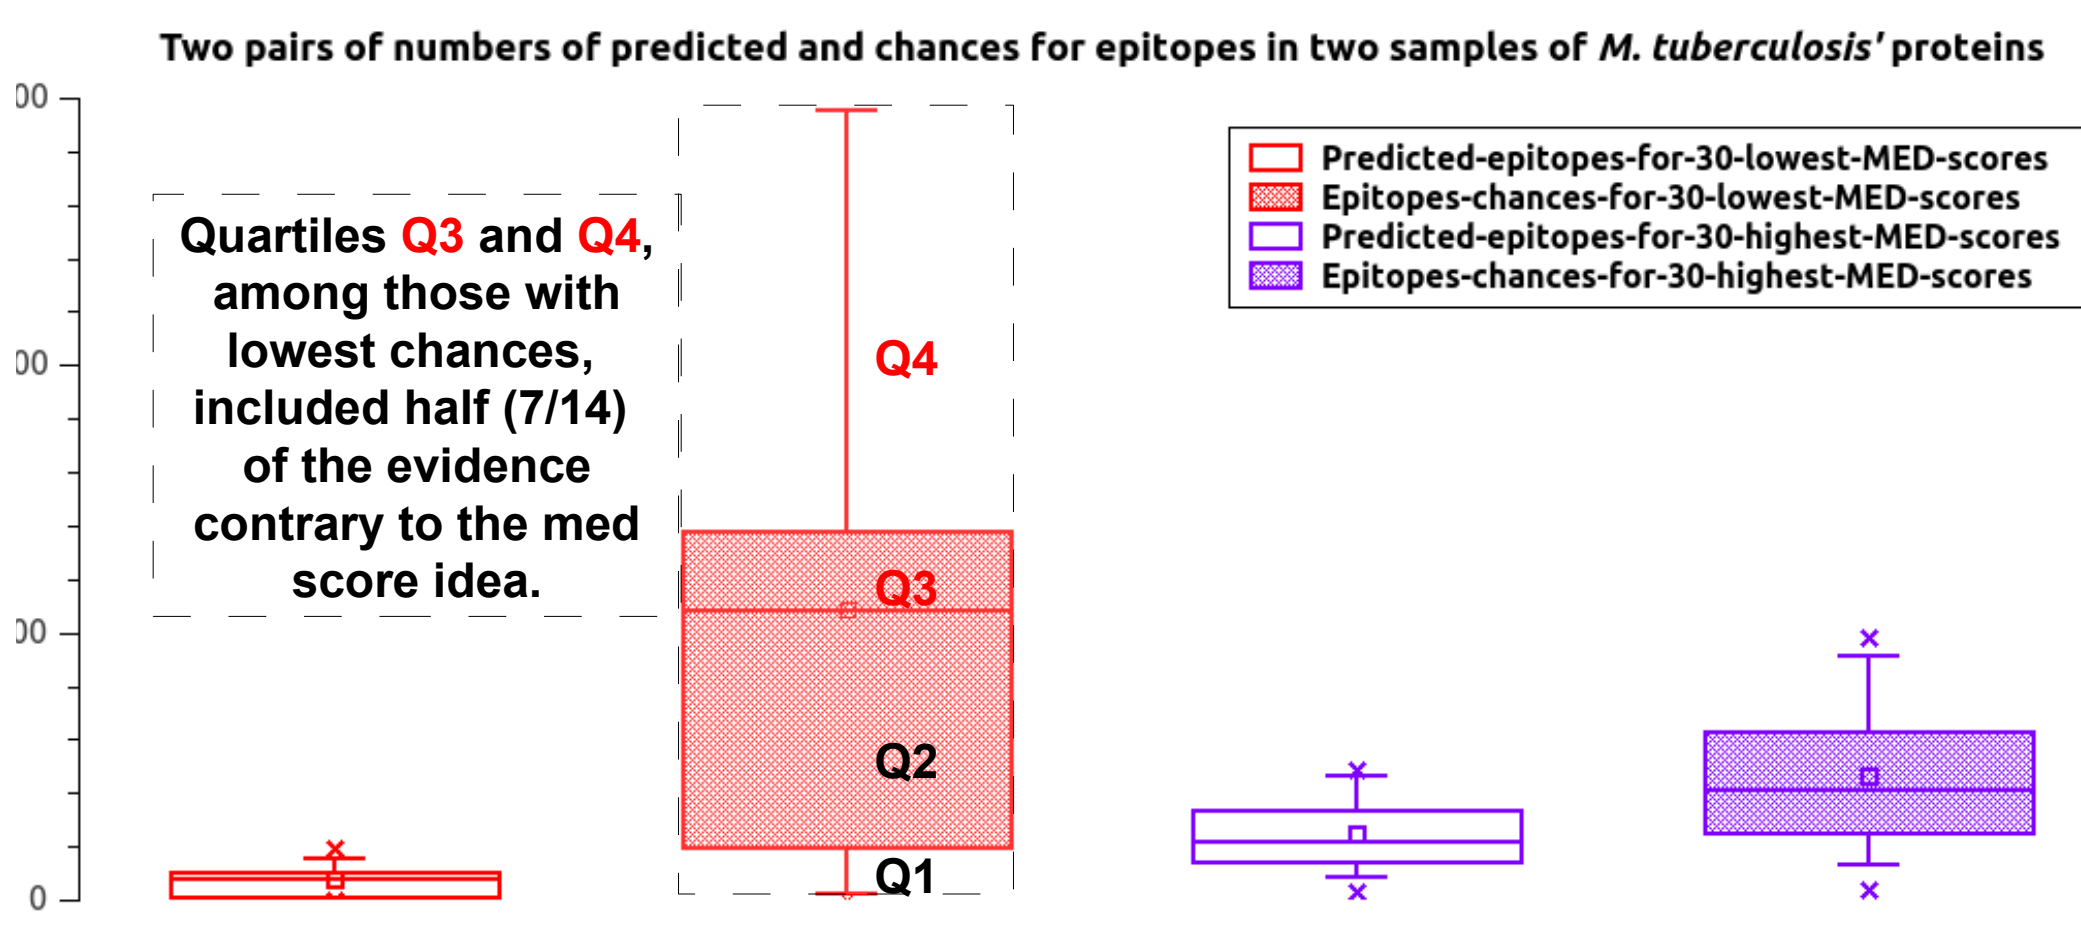 Two pairs of numbers of predicted and chances for epitopes in two samples of M. tuberculosis' proteins
00
00
00
0
Quartiles Q3 and Q4,
among those with
lowest chances,
included half (7/14)
of the evidence
contrary to the med
score idea.
Q4
Q3
Q2
Q1
Predicted-epitopes-for-30-lowest-MED-scores
Epitopes-chances-for-30-lowest-MED-scores
Predicted-epitopes-for-30-highest-MED-scores
Epitopes-chances-for-30-highest-MED-scores